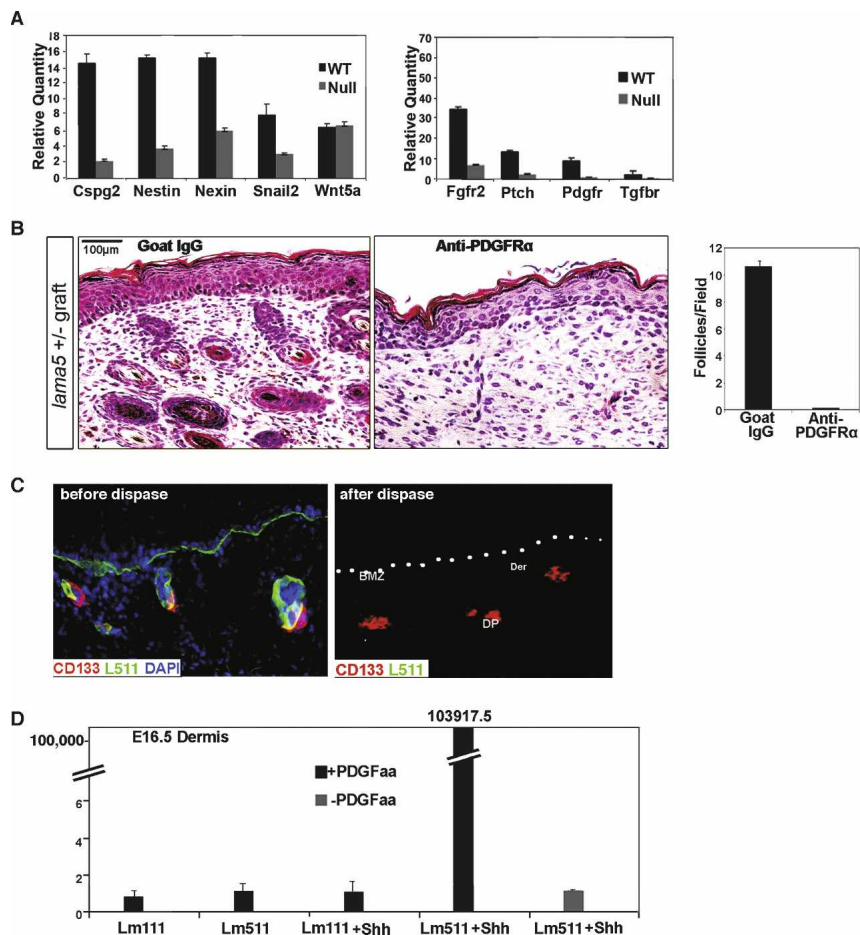 A
Relative Quantity
18
16
14
12
10
8
6
4
2
0
WT
Null
Cspg2 Nestin Nexin Snail2 Wnt5a
Relative Quantity
70
60
50
40
30
20
10
0
WT
Null
Fgfr2 Ptch Pdgfr Tgfbr
B
lama5 +/- graft
100μm
Goat IgG
Anti-PDGFRα
Follicles/Field
12
10
8
6
4
2
0
Goat IgG
Anti-PDGFRα
C
before dispase
CD133 L511 DAPI
after dispase
BMZ
Der
DP
CD133 L511
D
103917.5
100,000
E16.5 Dermis
+PDGFaa
-PDGFaa
6
4
2
0
Lm111 Lm511 Lm111+Shh Lm511+Shh Lm511+Shh